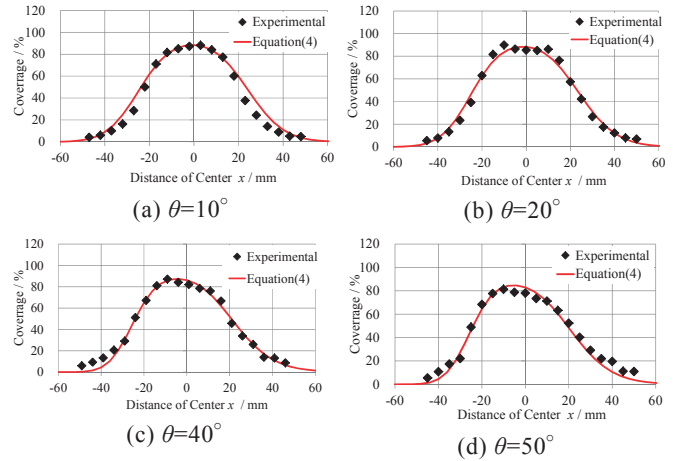 120
100
80
60
40
20
0
Coverrage / %
Experimental
Equation(4)
-60 -40 -20 0 20 40 60
Distance of Center x / mm
(a) θ=10°
120
100
80
60
40
20
0
Coverrage / %
Experimental
Equation(4)
-60 -40 -20 0 20 40 60
Distance of Center x / mm
(b) θ=20°
120
100
80
60
40
20
0
Coverrage / %
Experimental
Equation(4)
-60 -40 -20 0 20 40 60
Distance of Center x / mm
(c) θ=40°
120
100
80
60
40
20
0
Coverrage / %
Experimental
Equation(4)
-60 -40 -20 0 20 40 60
Distance of Center x / mm
(d) θ=50°